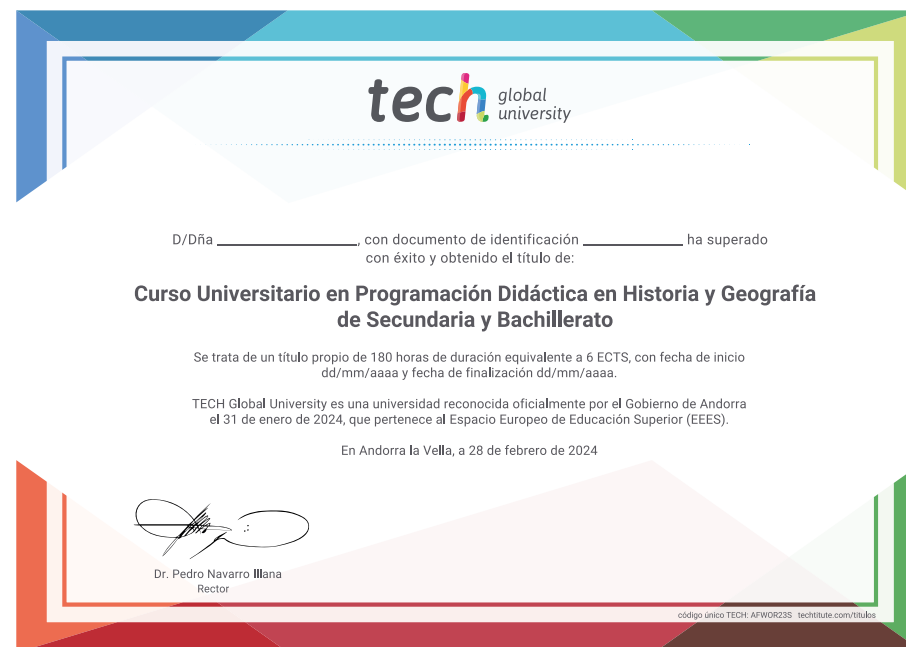 tech global university
D/Dña ____________________, con documento de identificación ______________ ha superado
con éxito y obtenido el título de:
Curso Universitario en Programación Didáctica en Historia y Geografía
de Secundaria y Bachillerato
Se trata de un título propio de 180 horas de duración equivalente a 6 ECTS, con fecha de inicio
dd/mm/aaaa y fecha de finalización dd/mm/aaaa.
TECH Global University es una universidad reconocida oficialmente por el Gobierno de Andorra
el 31 de enero de 2024, que pertenece al Espacio Europeo de Educación Superior (EEES).
En Andorra la Vella, a 28 de febrero de 2024
Dr. Pedro Navarro Illana
Rector
código único TECH: AFWOR23S techtitute.com/titulos